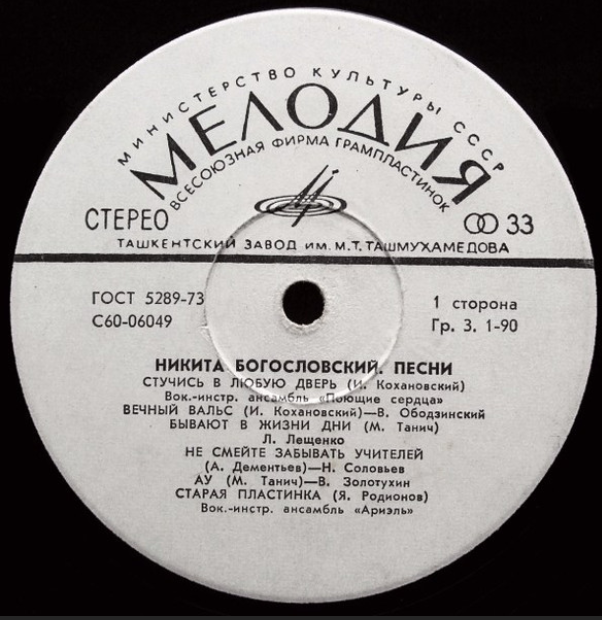 МИНИСТЕРСТВО КУЛЬТУРЫ СССР
МЕЛОДИЯ
ВСЕСОЮЗНАЯ ФИРМА ГРАМПЛАСТИНОК
СТЕРЕО
33
ТАШКЕНТСКИЙ ЗАВОД ИМ. М.Т. ТАШМУХАМЕДОВА
ГОСТ 5289-73
С60-06049
1 сторона
Гр. 3. 1-90
НИКИТА БОГОСЛОВСКИЙ. ПЕСНИ
СТУЧИСЬ В ЛЮБУЮ ДВЕРЬ (И. Кохановский)
Вок.-инстр. ансамбль «Поющие сердца»
ВЕЧНЫЙ ВАЛЬС (И. Кохановский)—В. Ободзинский
БЫВАЮТ В ЖИЗНИ ДНИ (М. Танич)
Л. Лещенко
НЕ СМЕЙТЕ ЗАБЫВАТЬ УЧИТЕЛЕЙ
(А. Дементьев)—Н. Соловьев
АУ (М. Танич)—В. Золотухин
СТАРАЯ ПЛАСТИНКА (Я. Родионов)
Вок.-инстр. ансамбль «Ариэль»